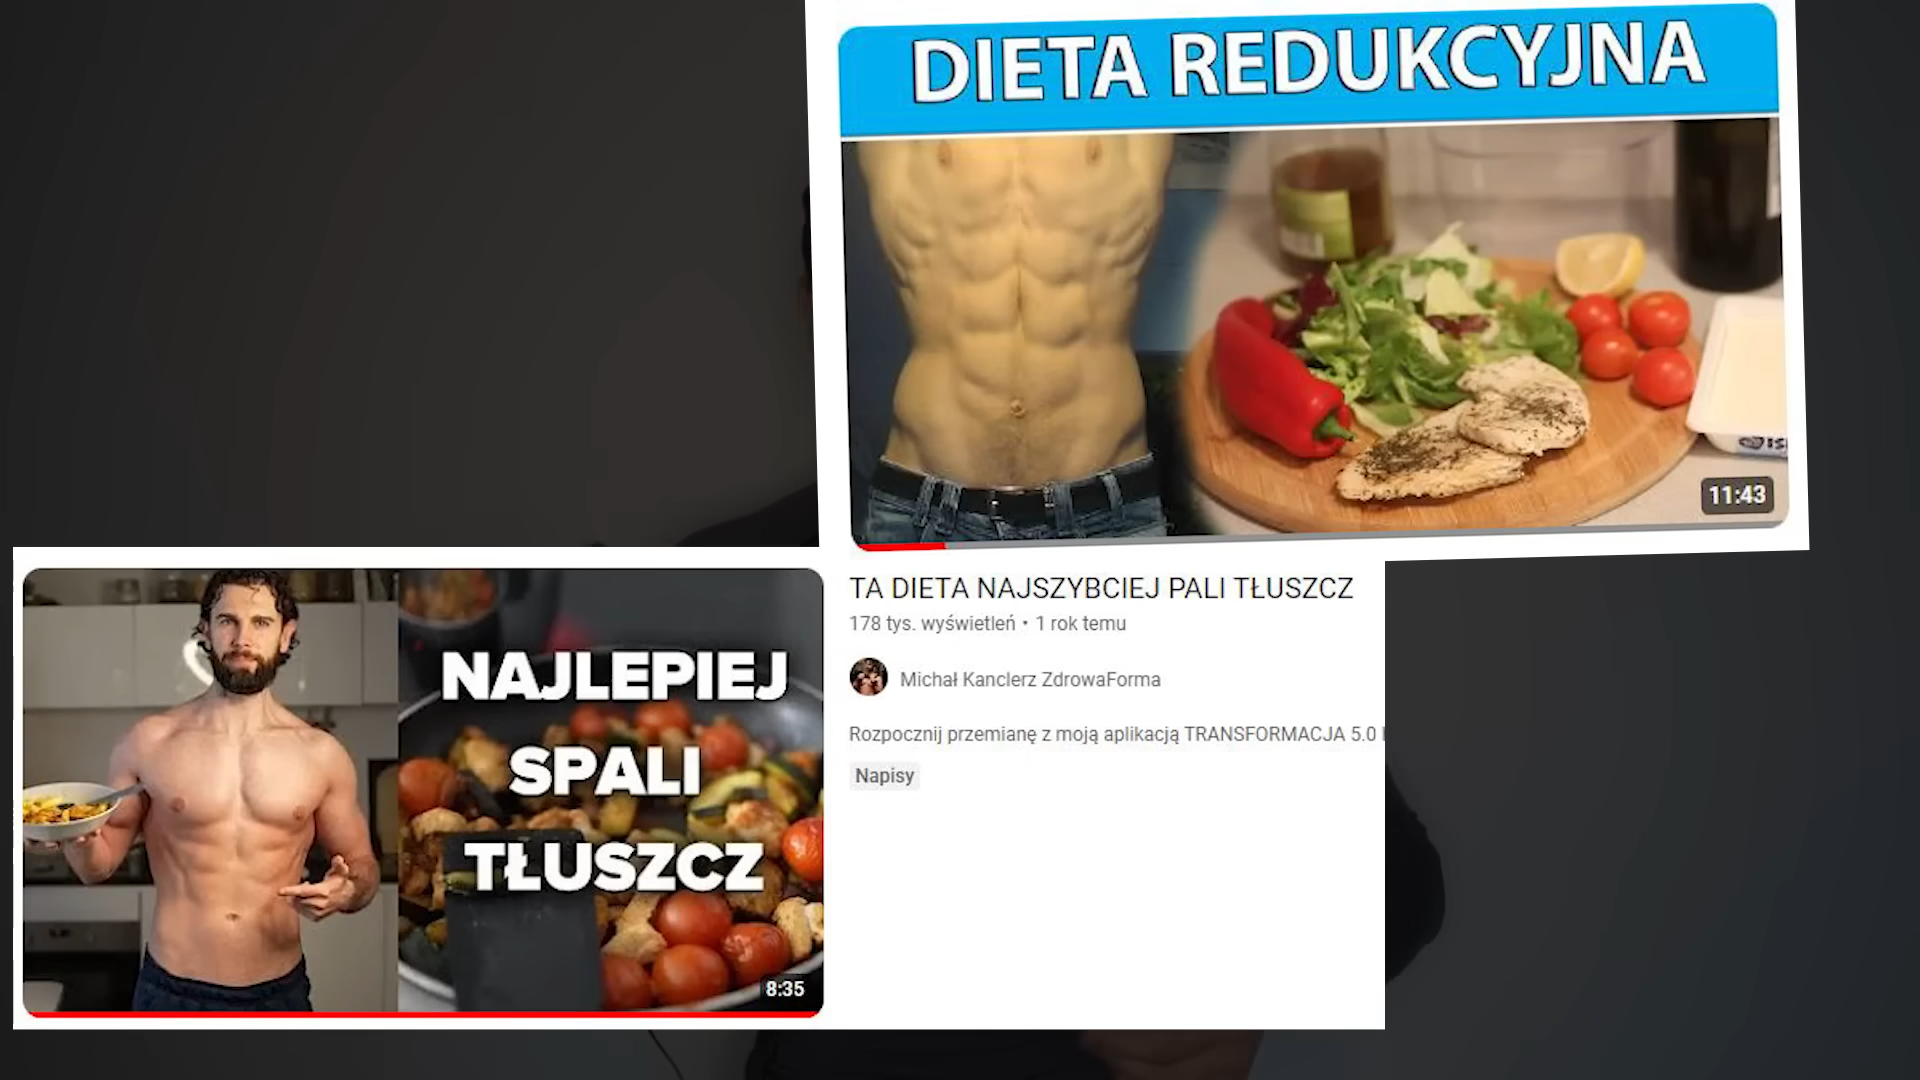 DIETA REDUKCYJNA
11:43
NAJLEPIEJ
SPALI
TŁUSZCZ
8:35
TA DIETA NAJSZYBCIEJ PALI TŁUSZCZ
178 tys. wyświetleń • 1 rok temu
Michał Kanclerz ZdrowaForma
Rozpocznij przemianę z moją aplikacją TRANSFORMACJA 5.0
Napisy